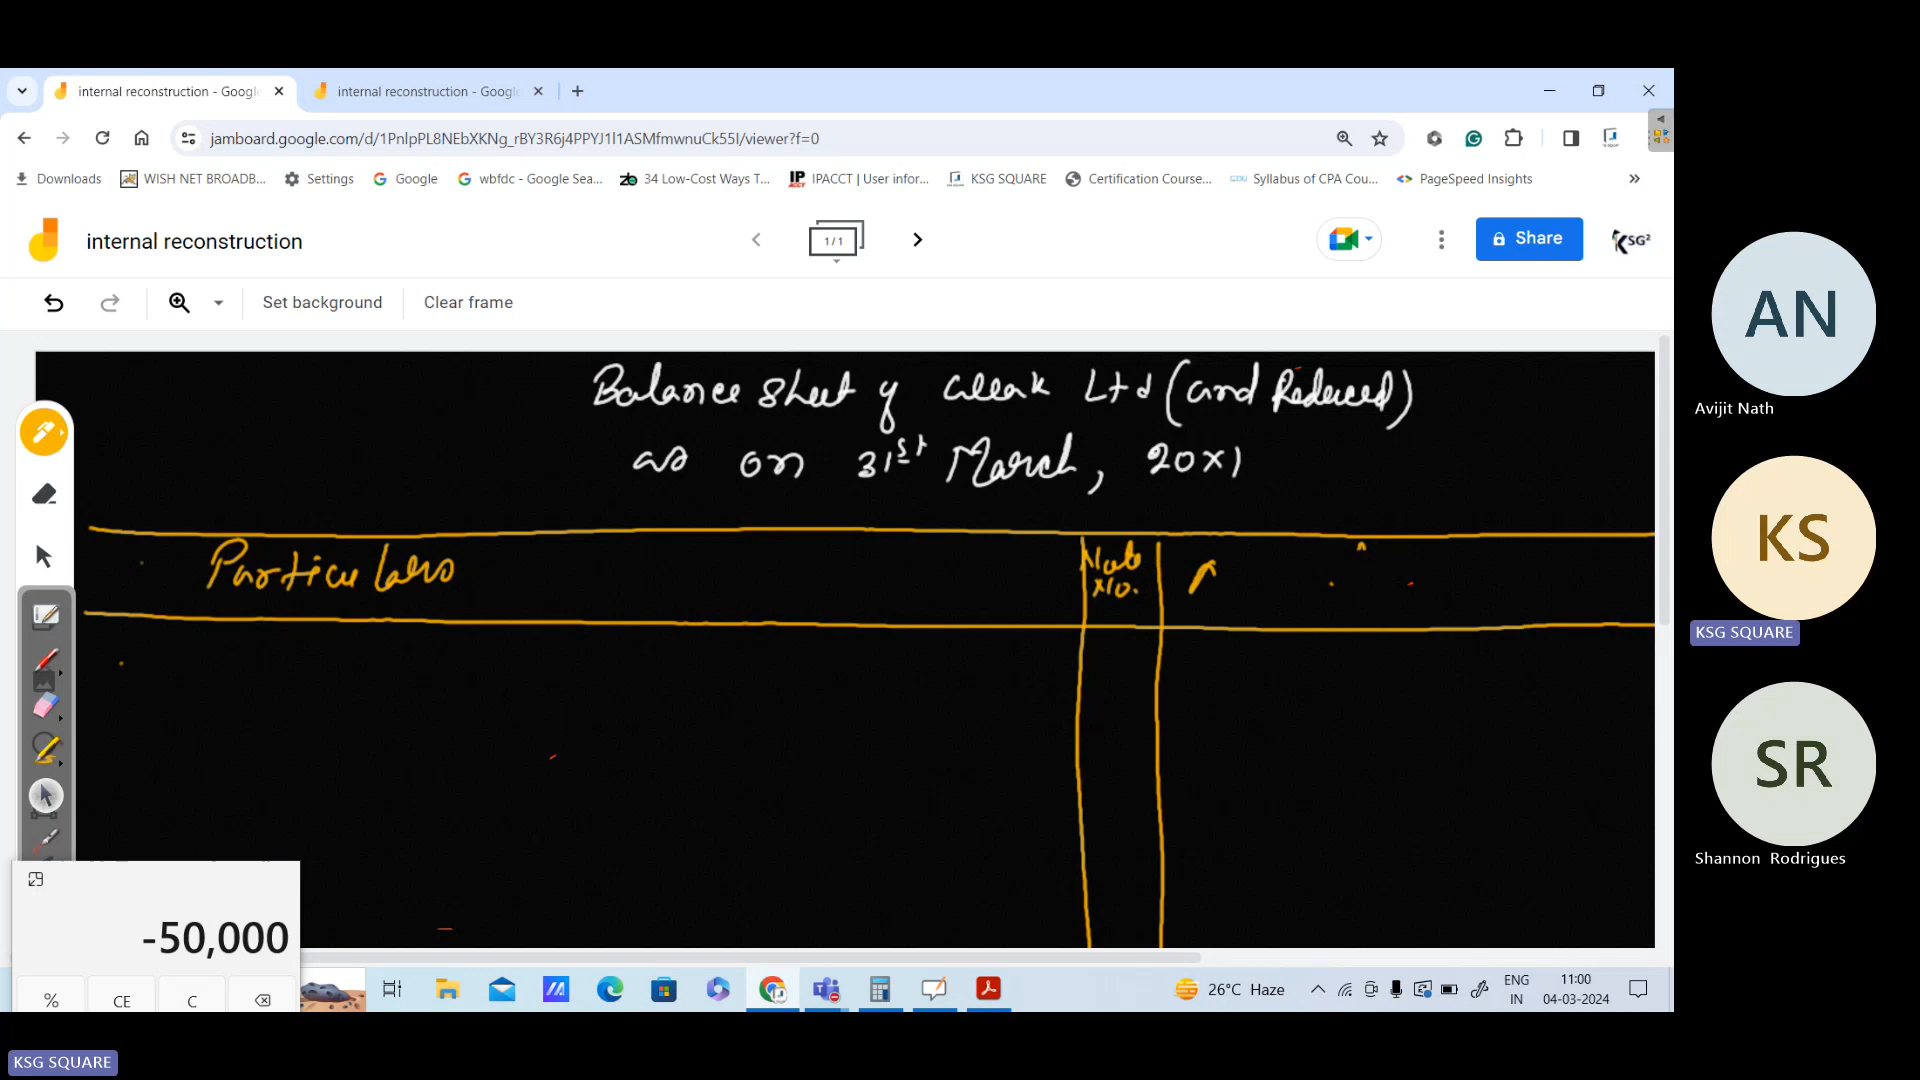 internal reconstruction - Google
internal reconstruction - Goog
jamboard.google.com/d/1PnlpPL8NEbXKNg_rBY3R6j4PPYJ1l1ASMfmwnuCk55I/viewer?f=0
Downloads
WISH NET BROADB...
Settings
Google
wbfdc - Google Sea...
34 Low-Cost Ways T...
IPACCT | User infor...
KSG SQUARE
Certification Course...
Syllabus of CPA Cou...
PageSpeed Insights
internal reconstruction
1 / 1
Share
KSG²
Set background
Clear frame
Balance Sheet of Weak Ltd (and Reduced)
as on 31st March, 20x1
Particulars
Note No.
-50,000
%
CE
C
26°C Haze
ENG
IN
11:00
04-03-2024
AN
Avijit Nath
KS
KSG SQUARE
SR
Shannon Rodrigues
KSG SQUARE